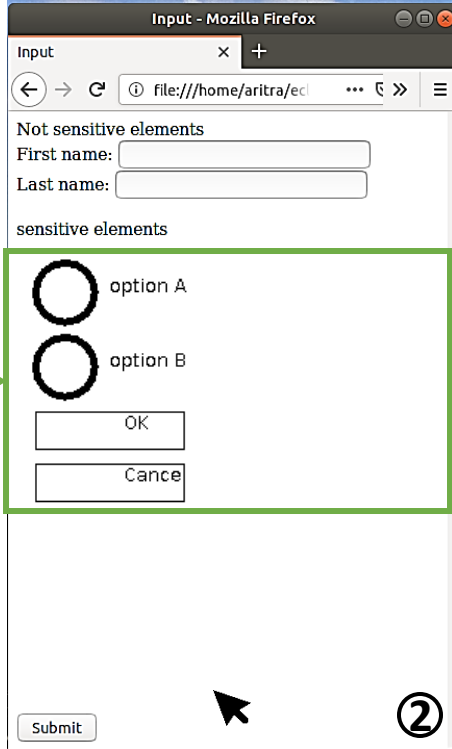 Input - Mozilla Firefox
Input
file:///home/aritra/ecl
Not sensitive elements
First name:
Last name:
sensitive elements
option A
option B
OK
Cance
Submit
2